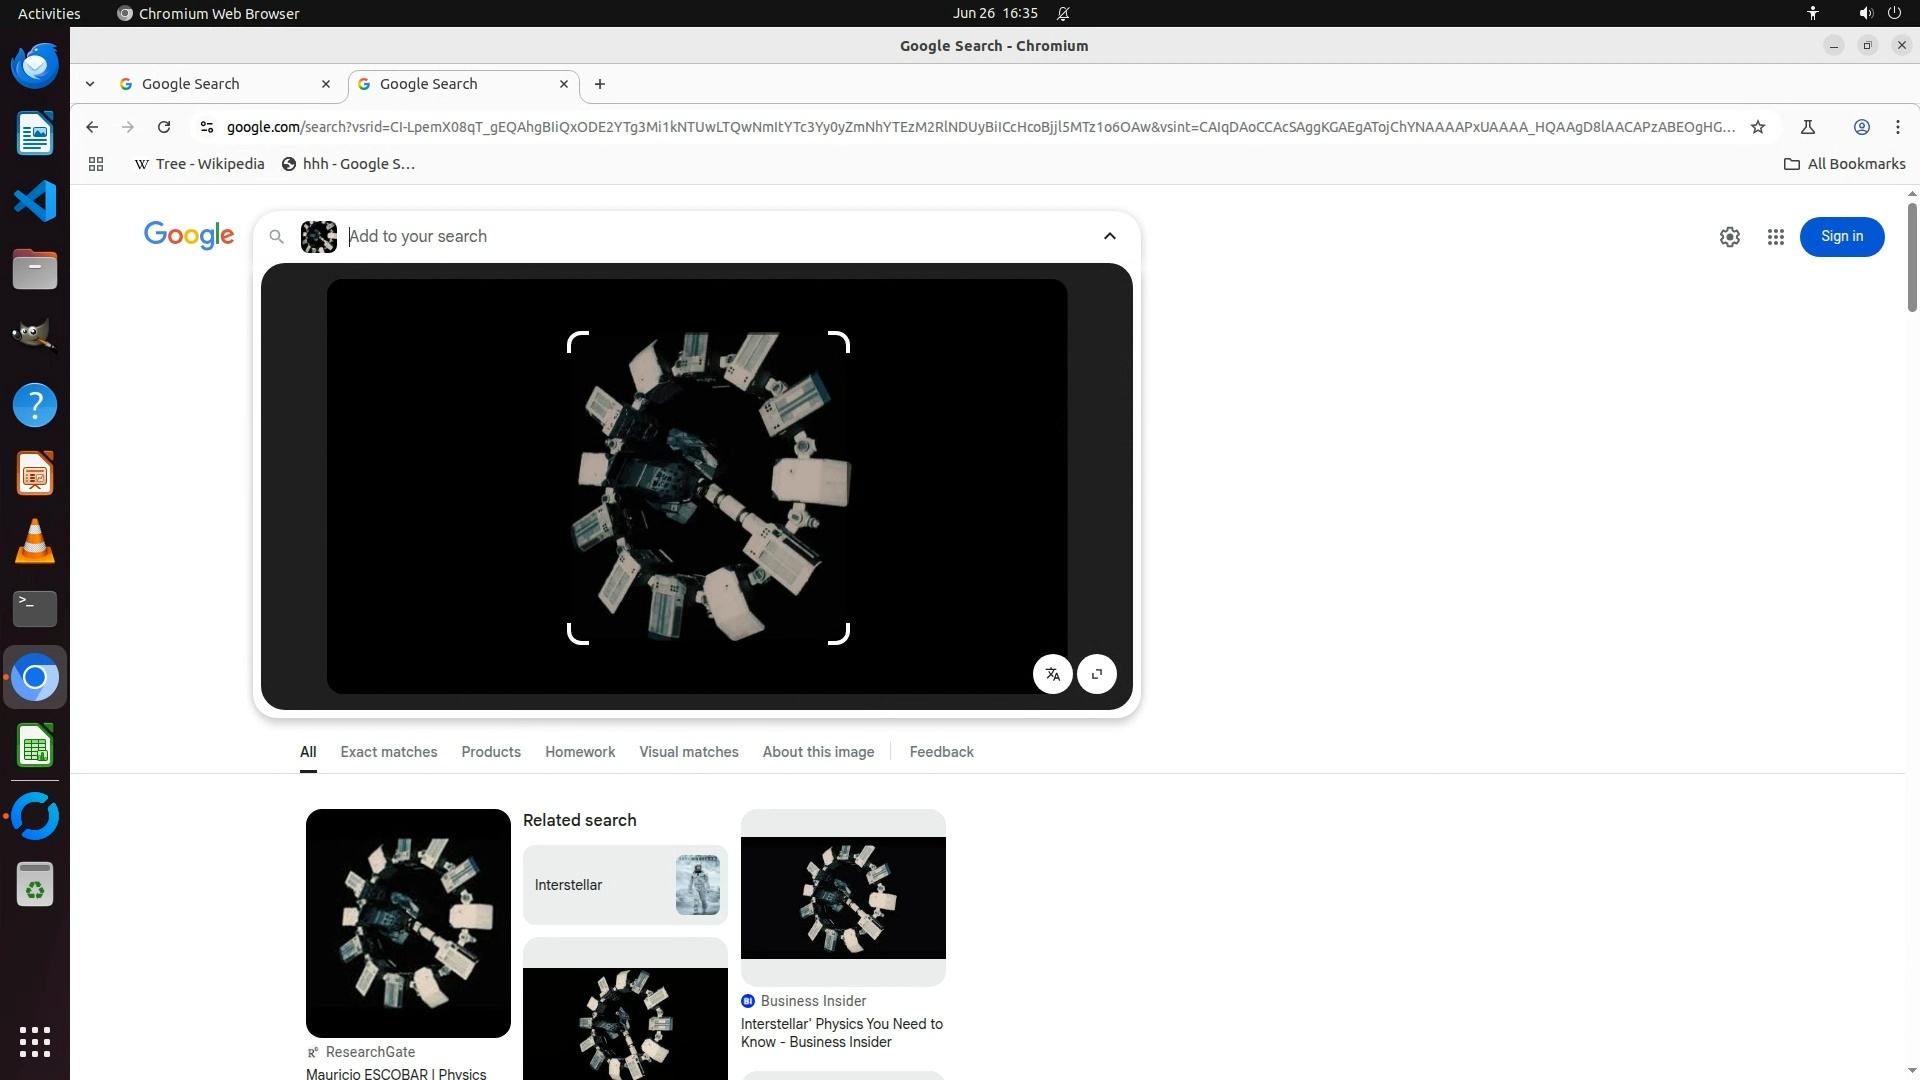 Activities
Chromium Web Browser
Jun 26 16:35
Google Search - Chromium
Google Search
Google Search
google.com/search?vsrid=CI-LpemX08qT_gEQAhgBIiQxODE2YTg3Mi1kNTUwLTQwNmItYTc3Yy0yZmNhYTEzM2RlNDUyBiICcHcoBjjl5MTz1o6OAw&vsint=CAIqDAoCCAcSAggKGAEgATojChYNAAAAPxUAAAA_HQAAgD8lAACAPzABEOgHG...
Tree - Wikipedia
hhh - Google S...
All Bookmarks
Google
Add to your search
Sign in
All
Exact matches
Products
Homework
Visual matches
About this image
Feedback
Related search
Interstellar
Business Insider
Interstellar' Physics You Need to
Know - Business Insider
ResearchGate
Mauricio ESCOBAR | Physics